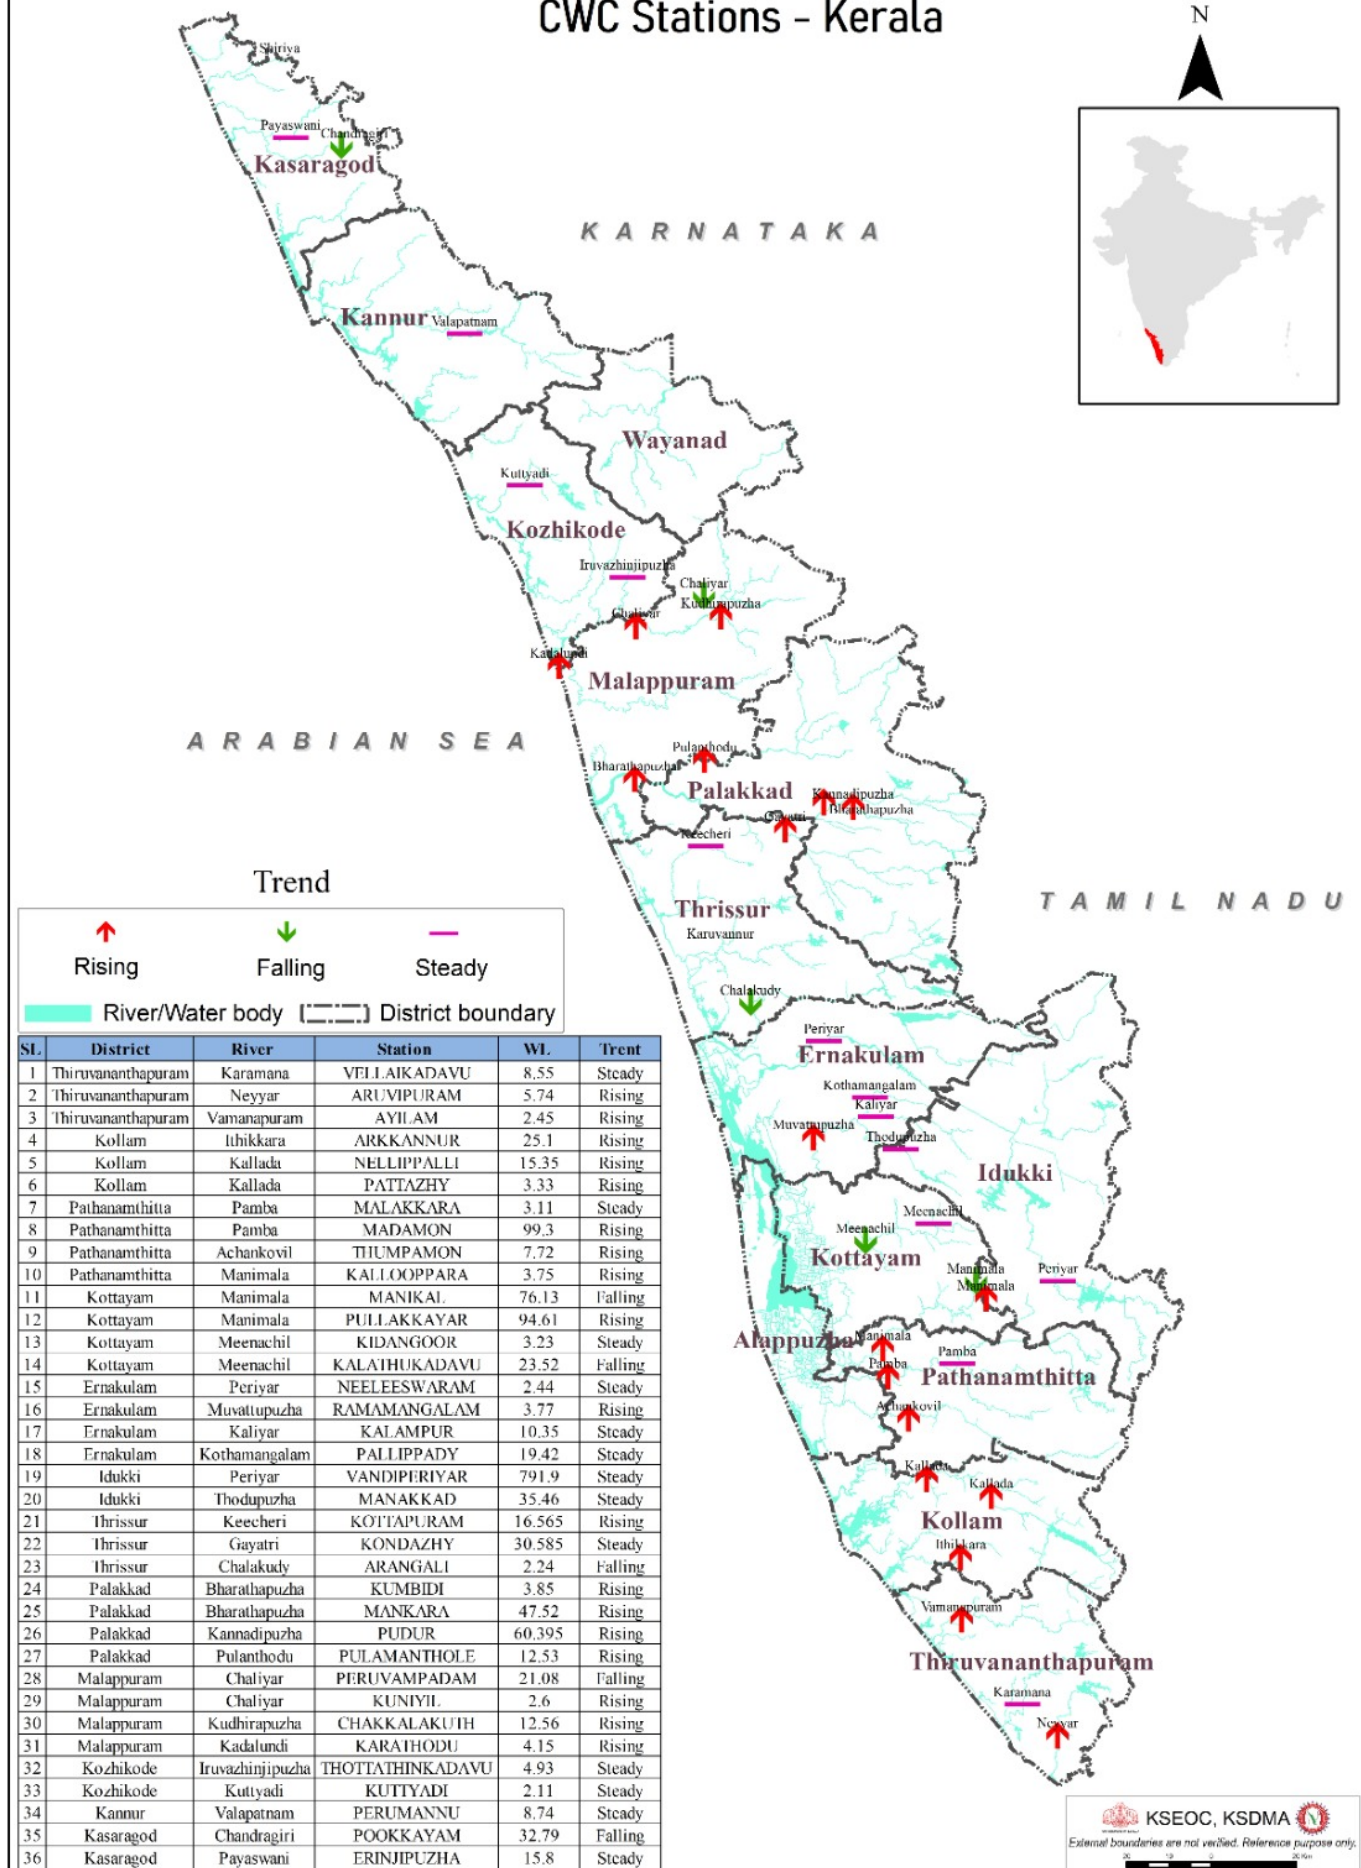 CWC Stations - Kerala
N
Shiriya
Payaswani
Chandragiri
Kasaragod
KARNATAKA
Kannur
Valapatnam
Wayanad
Kuttyadi
Kozhikode
Iruvazhinjipuzha
Chaliyar
Kudhirapuzha
Chaliyar
Kadalundi
Malappuram
ARABIAN SEA
Pulanthodu
Bharathapuzha
Palakkad
Kannadipuzha
Bharathapuzha
Gayatri
Keecheri
Trend
TAMIL NADU
Thrissur
Karuvannur
Rising Falling Steady
Chalakudy
River/Water body District boundary
Periyar
Ernakulam
Kothamangalam
Kaliyar
Muvattupuzha
Thodupuzha
Idukki
Meenachil
Meenachil
Kottayam
Manimala
Periyar
Manimala
Alappuzha
Manimala
Pamba
Pamba
Pathanamthitta
Achankovil
Kallada
Kallada
Kollam
Ithikkara
Vamanapuram
Thiruvananthapuram
Karamana
Neyyar
SL District River Station WL Trent
1 Thiruvananthapuram Karamana VELLAIKADAVU 8.55 Steady
2 Thiruvananthapuram Neyyar ARUVIPURAM 5.74 Rising
3 Thiruvananthapuram Vamanapuram AYILAM 2.45 Rising
4 Kollam Ithikkara ARKKANNUR 25.1 Rising
5 Kollam Kallada NELLIPPALLI 15.35 Rising
6 Kollam Kallada PATTAZHY 3.33 Rising
7 Pathanamthitta Pamba MALAKKARA 3.11 Steady
8 Pathanamthitta Pamba MADAMON 99.3 Rising
9 Pathanamthitta Achankovil THUMPAMON 7.72 Rising
10 Pathanamthitta Manimala KALLOOPPARA 3.75 Rising
11 Kottayam Manimala MANIKAL 76.13 Falling
12 Kottayam Manimala PULLAKKAYAR 94.61 Rising
13 Kottayam Meenachil KIDANGOOR 3.23 Steady
14 Kottayam Meenachil KALATHUKADAVU 23.52 Falling
15 Ernakulam Periyar NEELEESWARAM 2.44 Steady
16 Ernakulam Muvattupuzha RAMAMANGALAM 3.77 Rising
17 Ernakulam Kaliyar KALAMPUR 10.35 Steady
18 Ernakulam Kothamangalam PALLIPPADY 19.42 Steady
19 Idukki Periyar VANDIPERIYAR 791.9 Steady
20 Idukki Thodupuzha MANAKKAD 35.46 Steady
21 Thrissur Keecheri KOTTAPURAM 16.565 Rising
22 Thrissur Gayatri KONDAZHY 30.585 Steady
23 Thrissur Chalakudy ARANGALI 2.24 Falling
24 Palakkad Bharathapuzha KUMBIDI 3.85 Rising
25 Palakkad Bharathapuzha MANKARA 47.52 Rising
26 Palakkad Kannadipuzha PUDUR 60.395 Rising
27 Palakkad Pulanthodu PULAMANTHOLE 12.53 Rising
28 Malappuram Chaliyar PERUVAMPADAM 21.08 Falling
29 Malappuram Chaliyar KUNIYIL 2.6 Rising
30 Malappuram Kudhirapuzha CHAKKALAKUTH 12.56 Rising
31 Malappuram Kadalundi KARATHODU 4.15 Rising
32 Kozhikode Iruvazhinjipuzha THOTTATHINKADAVU 4.93 Steady
33 Kozhikode Kuttyadi KUTTYADI 2.11 Steady
34 Kannur Valapatnam PERUMANNU 8.74 Steady
35 Kasaragod Chandragiri POOKKAYAM 32.79 Falling
36 Kasaragod Payaswani ERINJIPUZHA 15.8 Steady
KSEOC, KSDMA
External boundaries are not verified. Reference purpose only.
20 10 0 20 Km